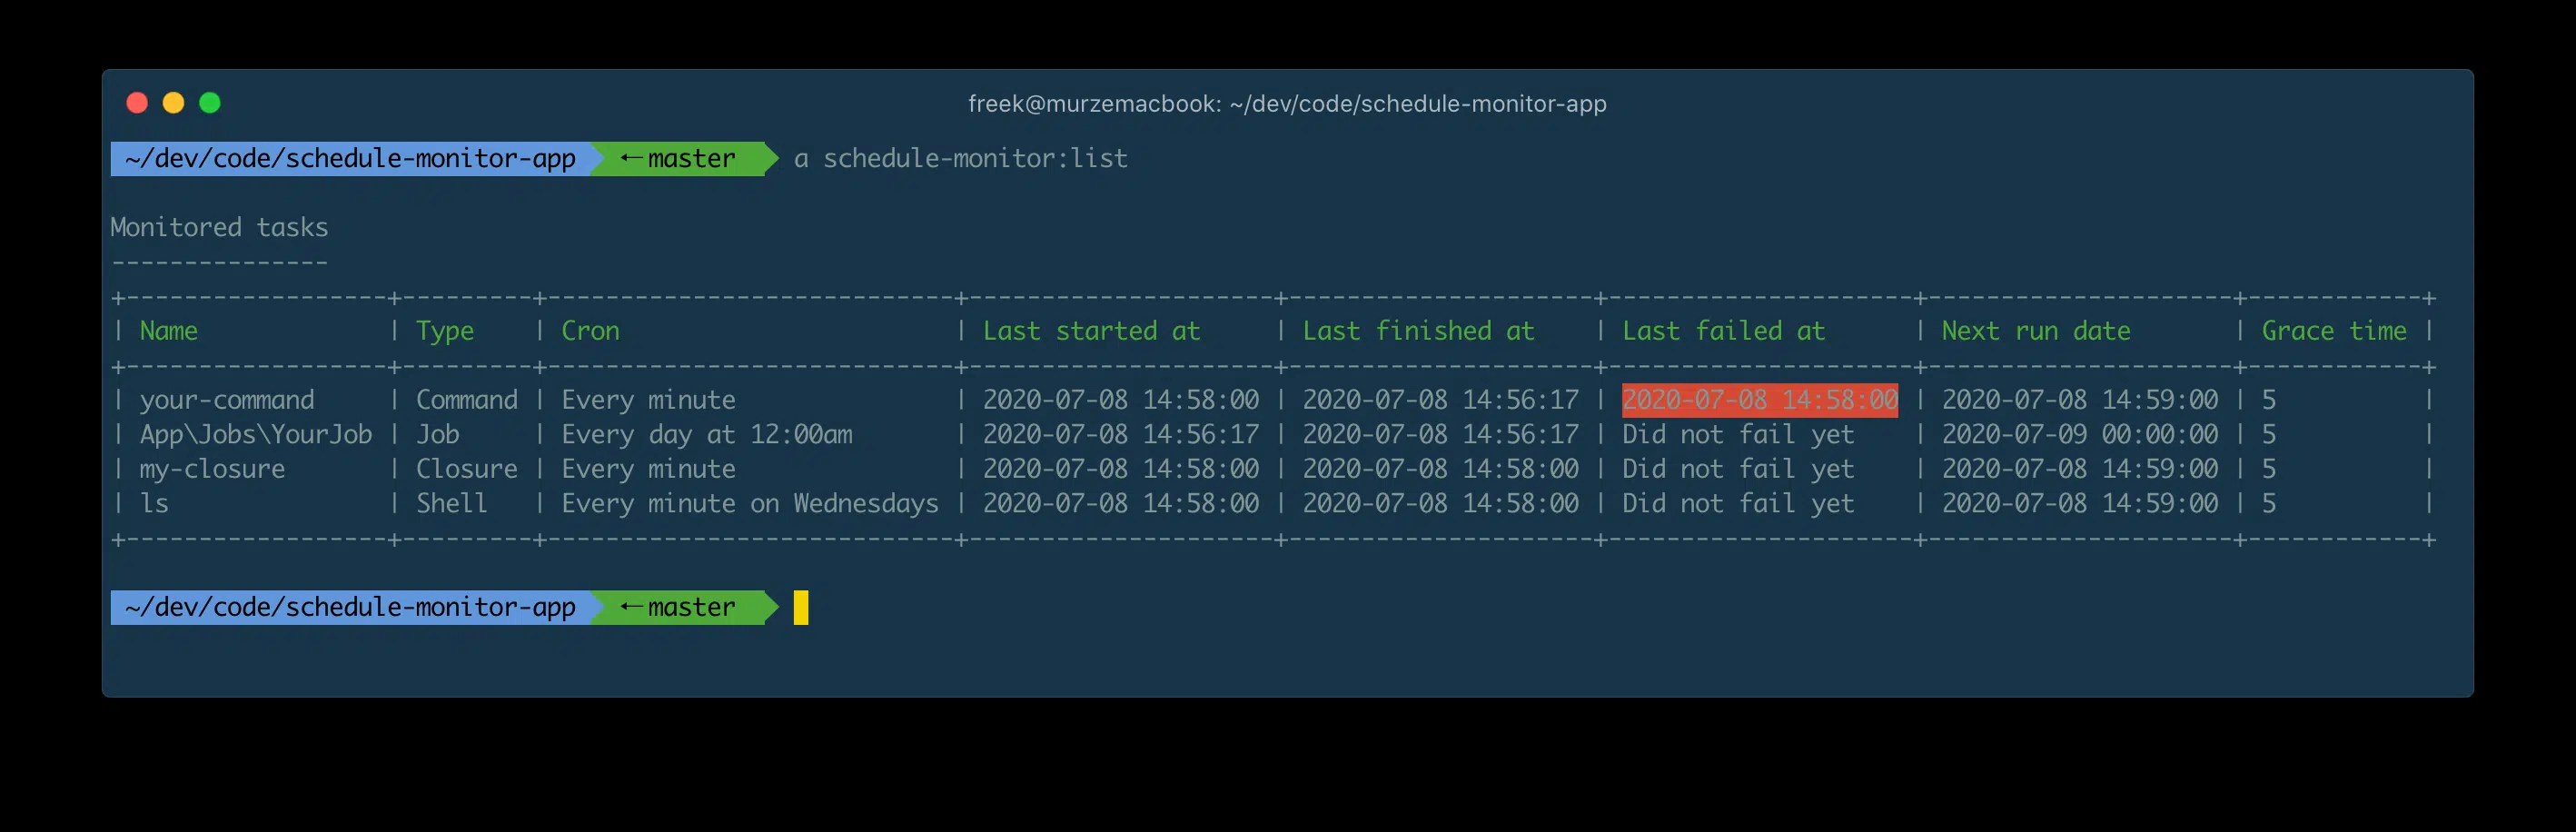 freek@murzemacbook: ~/dev/code/schedule-monitor-app
~/dev/code/schedule-monitor-app ←master a schedule-monitor:list
Monitored tasks
---------------
+------------------+---------+----------------------------+---------------------+---------------------+---------------------+---------------------+------------+
| Name             | Type    | Cron                       | Last started at     | Last finished at    | Last failed at      | Next run date       | Grace time |
+------------------+---------+----------------------------+---------------------+---------------------+---------------------+---------------------+------------+
| your-command     | Command | Every minute               | 2020-07-08 14:58:00 | 2020-07-08 14:56:17 | 2020-07-08 14:58:00 | 2020-07-08 14:59:00 | 5          |
| App\Jobs\YourJob | Job     | Every day at 12:00am       | 2020-07-08 14:56:17 | 2020-07-08 14:56:17 | Did not fail yet    | 2020-07-09 00:00:00 | 5          |
| my-closure       | Closure | Every minute               | 2020-07-08 14:58:00 | 2020-07-08 14:58:00 | Did not fail yet    | 2020-07-08 14:59:00 | 5          |
| ls               | Shell   | Every minute on Wednesdays | 2020-07-08 14:58:00 | 2020-07-08 14:58:00 | Did not fail yet    | 2020-07-08 14:59:00 | 5          |
+------------------+---------+----------------------------+---------------------+---------------------+---------------------+---------------------+------------+
~/dev/code/schedule-monitor-app ←master